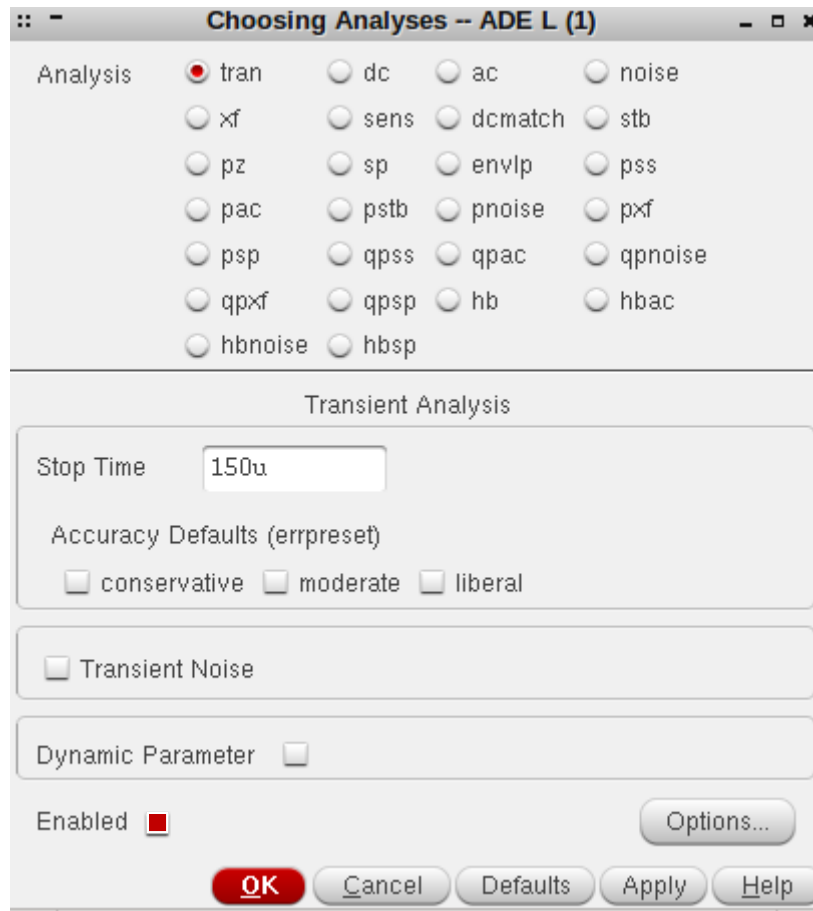 Choosing Analyses -- ADE L (1)
Analysis tran dc ac noise
xf sens dcmatch stb
pz sp envlp pss
pac pstb pnoise pxf
psp qpss qpac qpnoise
qpxf qpsp hb hbac
hbnoise hbsp
Transient Analysis
Stop Time 150u
Accuracy Defaults (errpreset)
conservative moderate liberal
Transient Noise
Dynamic Parameter
Enabled Options...
OK Cancel Defaults Apply Help